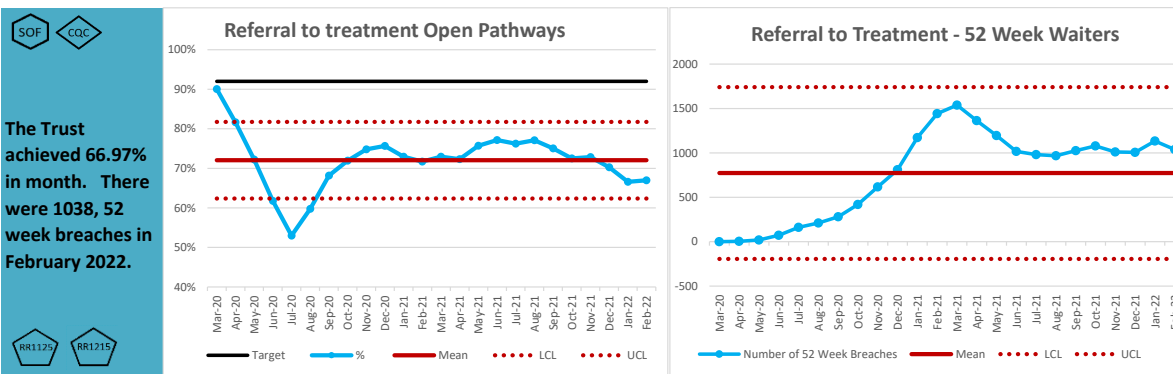 SOF
CQC
The Trust
achieved 66.97%
in month. There
were 1038, 52
week breaches in
February 2022.
RR1125
RR1215
Referral to treatment Open Pathways
100%
90%
80%
70%
60%
50%
40%
Mar-20
Apr-20
May-20
Jun-20
Jul-20
Aug-20
Sep-20
Oct-20
Nov-20
Dec-20
Jan-21
Feb-21
Mar-21
Apr-21
May-21
Jun-21
Jul-21
Aug-21
Sep-21
Oct-21
Nov-21
Dec-21
Jan-22
Feb-22
Target % Mean LCL UCL
Referral to Treatment - 52 Week Waiters
2000
1500
1000
500
0
-500
Mar-20
Apr-20
May-20
Jun-20
Jul-20
Aug-20
Sep-20
Oct-20
Nov-20
Dec-20
Jan-21
Feb-21
Mar-21
Apr-21
May-21
Jun-21
Jul-21
Aug-21
Sep-21
Oct-21
Nov-21
Dec-21
Jan-22
Number of 52 Week Breaches Mean LCL UCL